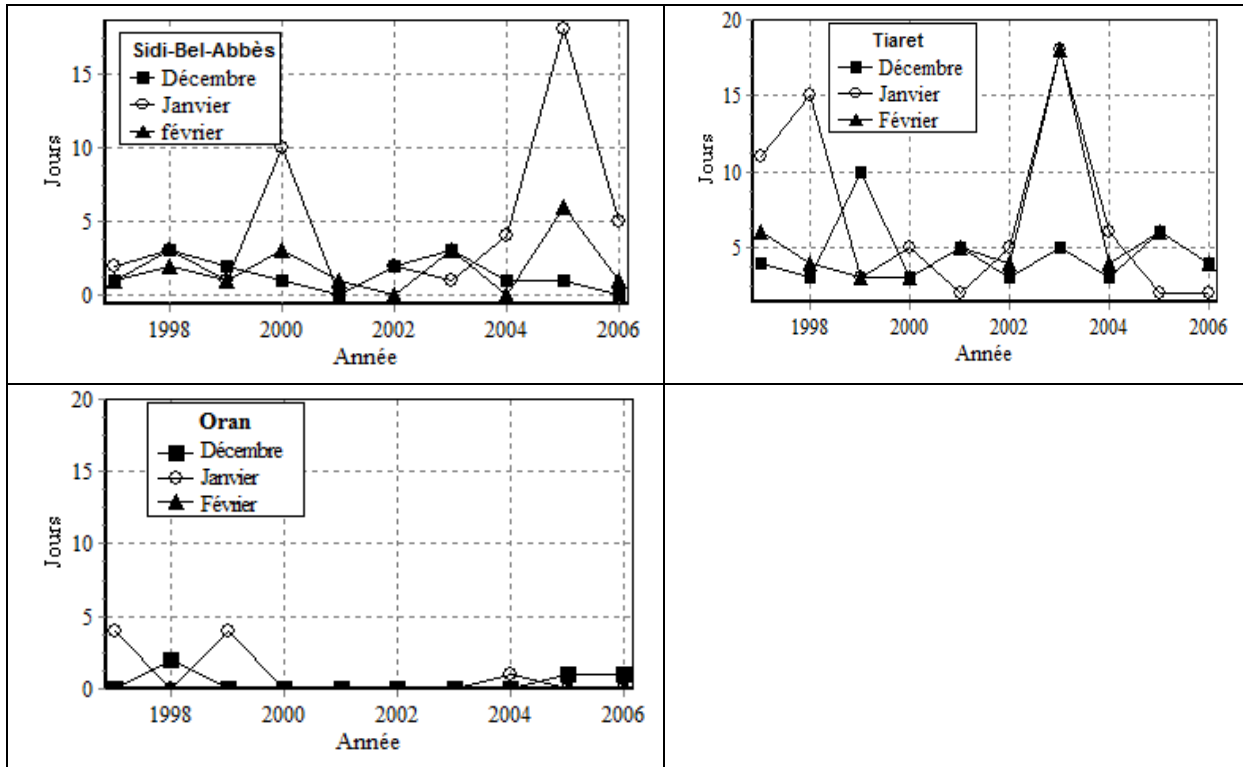 Sidi-Bel-Abbès
Décembre
Janvier
février
Jours
15
10
5
0
1998 2000 2002 2004 2006
Année
Tiaret
Décembre
Janvier
Février
Jours
20
15
10
5
1998 2000 2002 2004 2006
Année
Oran
Décembre
Janvier
Février
Jours
20
15
10
5
0
1998 2000 2002 2004 2006
Année